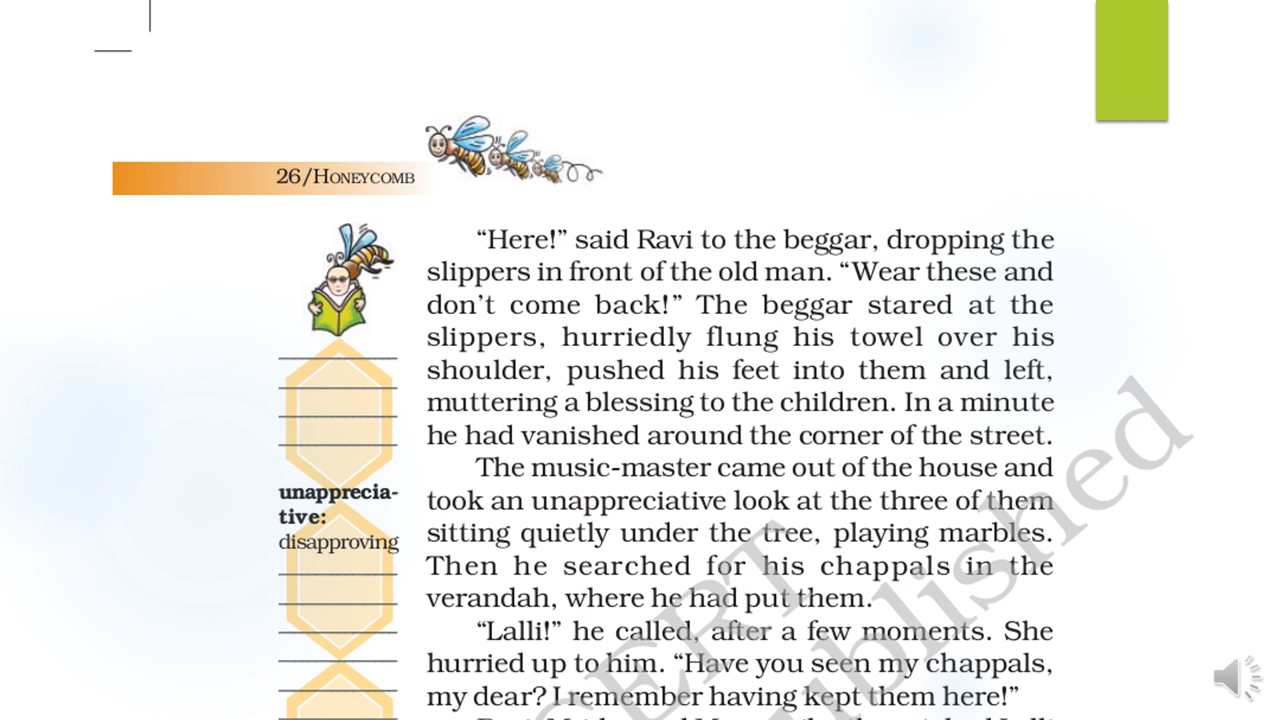 26/HONEYCOMB
“Here!” said Ravi to the beggar, dropping the
slippers in front of the old man. “Wear these and
don’t come back!” The beggar stared at the
slippers, hurriedly flung his towel over his
shoulder, pushed his feet into them and left,
muttering a blessing to the children. In a minute
he had vanished around the corner of the street.
The music-master came out of the house and
took an unappreciative look at the three of them
sitting quietly under the tree, playing marbles.
Then he searched for his chappals in the
verandah, where he had put them.
“Lalli!” he called, after a few moments. She
hurried up to him. “Have you seen my chappals,
my dear? I remember having kept them here!”
unapprecia-
tive:
disapproving